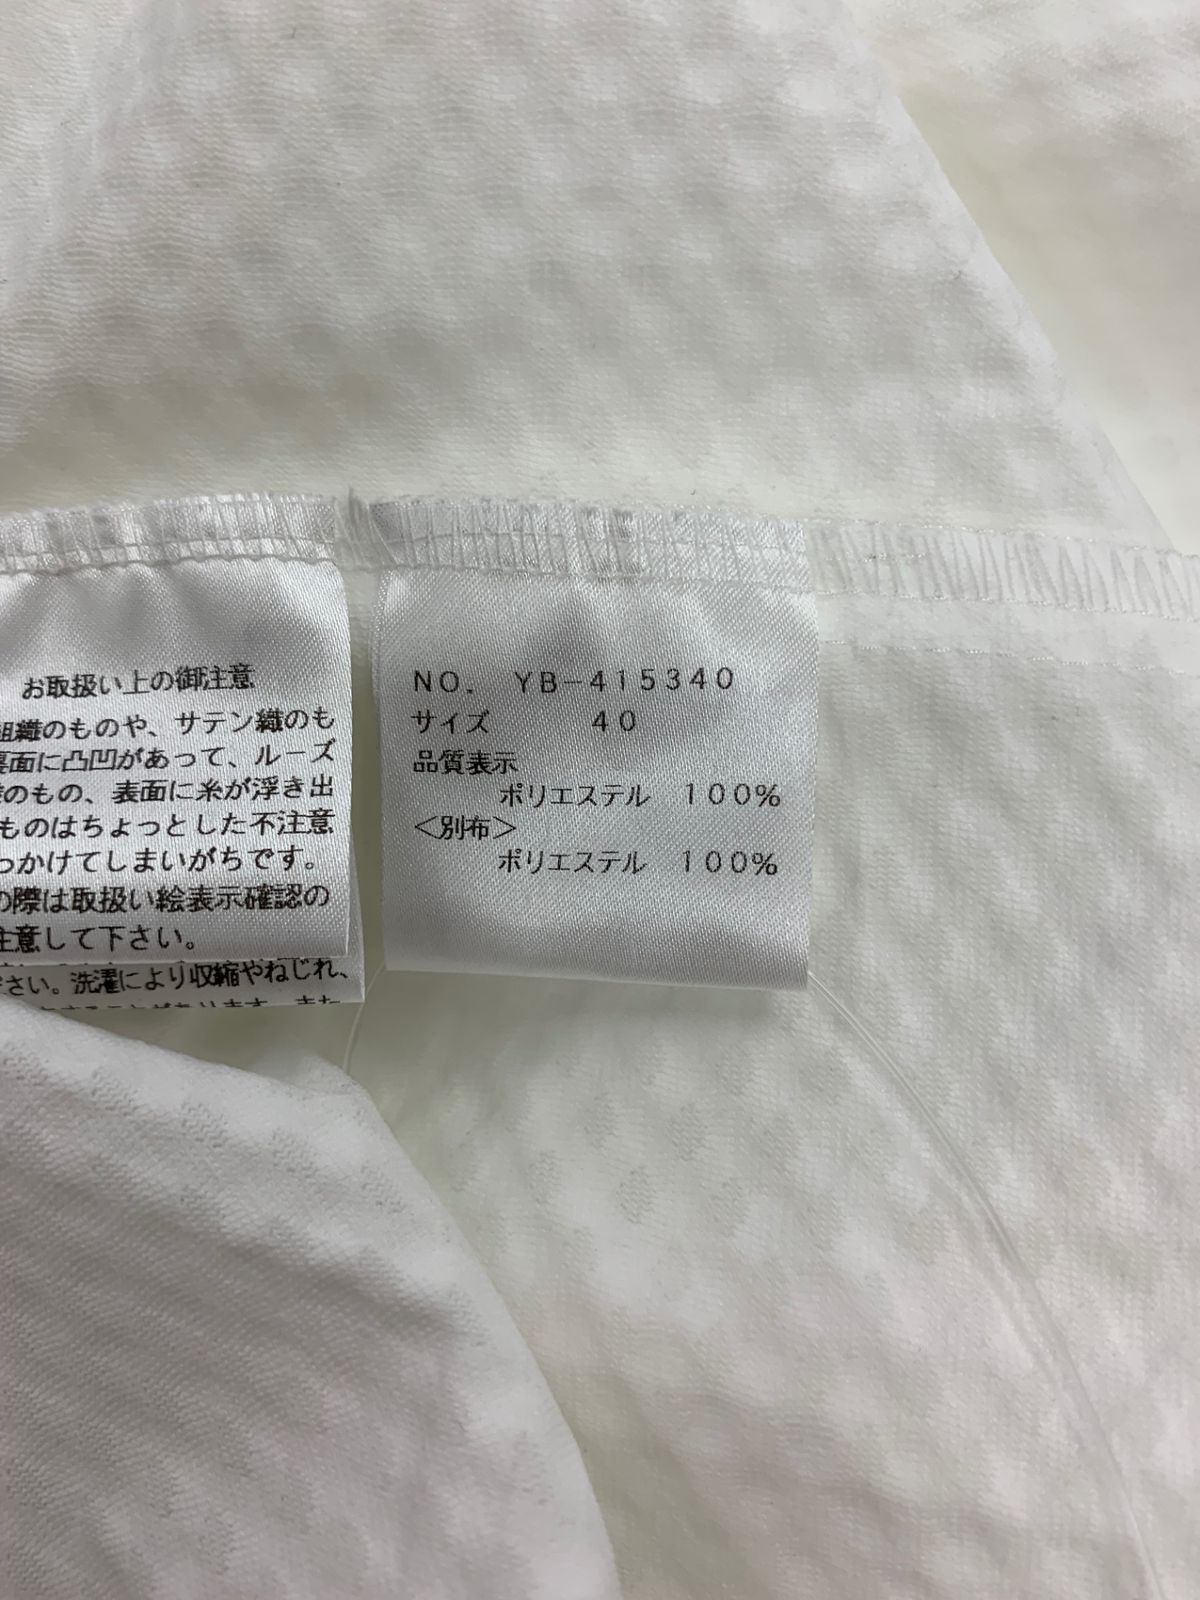 お取扱い上の御注意
組織のものや、サテン織のも
裏面に凸凹があって、ルーズ
のもの、表面に糸が浮き出
ものはちょっとした不注意
っかけてしまいがちです。
の際は取扱い絵表示確認の
注意して下さい。
さい。洗濯により収縮やねじれ、
NO. YB-415340
サイズ 40
品質表示
ポリエステル 100%
<別布>
ポリエステル 100%